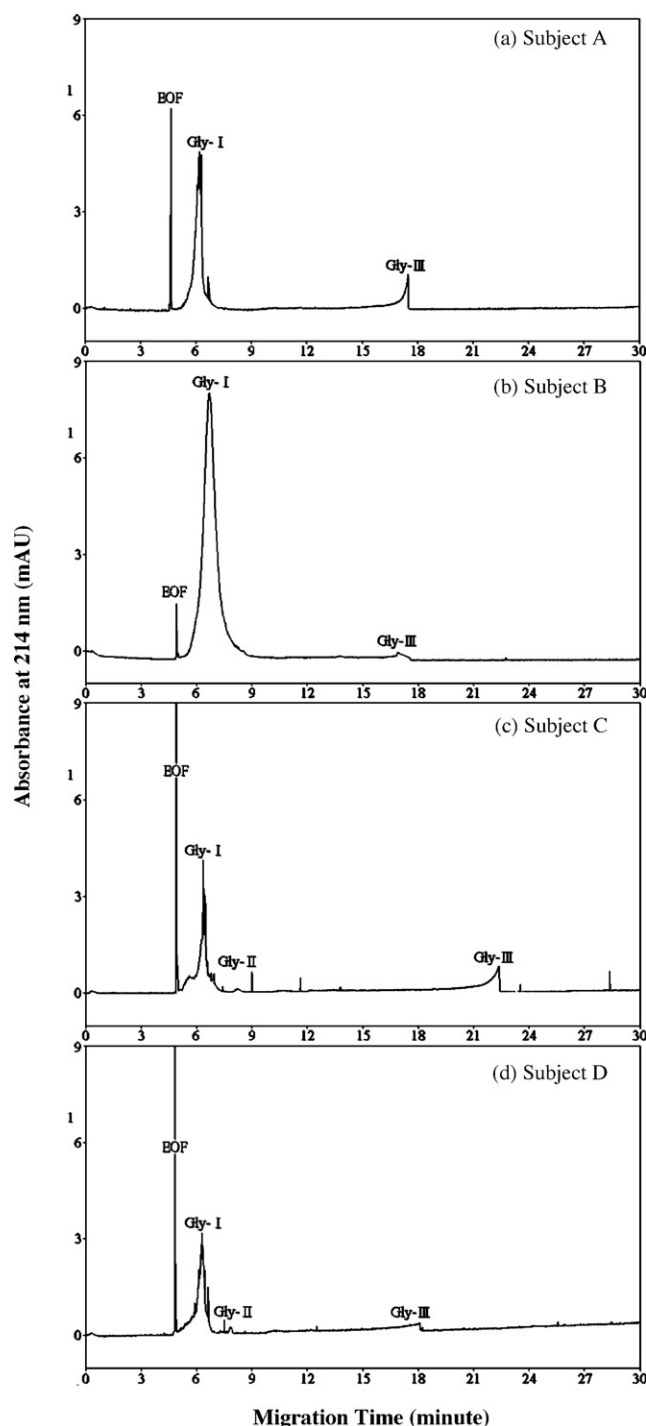 9
(a) Subject A
1
EOF
6
Gly- I
3
Gly-III
0
0 3 6 9 12 15 18 21 24 27 30
9
Gly- I
(b) Subject B
1
6
3
EOF
Gly-III
0
0 3 6 9 12 15 18 21 24 27 30
9
(c) Subject C
1
EOF
6
Gly- I
3
Gly-II
Gly-III
0
0 3 6 9 12 15 18 21 24 27 30
9
(d) Subject D
1
6
EOF
Gly- I
3
Gly-II
Gly-III
0
0 3 6 9 12 15 18 21 24 27 30
Absorbance at 214 nm (mAU)
Migration Time (minute)